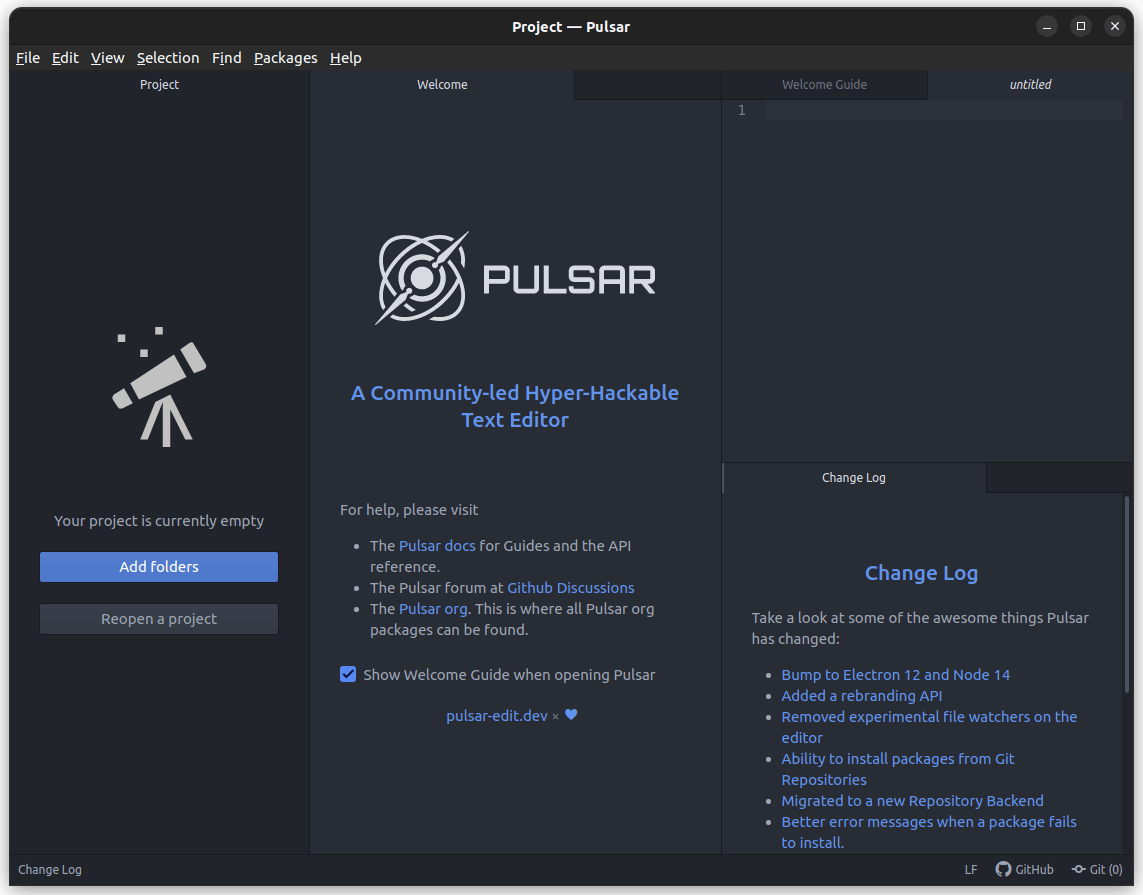 Project — Pulsar
File Edit View Selection Find Packages Help
Project
Welcome
Welcome Guide
untitled
1
PULSAR
A Community-led Hyper-Hackable
Text Editor
Your project is currently empty
Add folders
Reopen a project
For help, please visit
The Pulsar docs for Guides and the API
reference.
The Pulsar forum at Github Discussions
The Pulsar org. This is where all Pulsar org
packages can be found.
Show Welcome Guide when opening Pulsar
pulsar-edit.dev ×
Change Log
Change Log
Take a look at some of the awesome things Pulsar
has changed:
Bump to Electron 12 and Node 14
Added a rebranding API
Removed experimental file watchers on the
editor
Ability to install packages from Git
Repositories
Migrated to a new Repository Backend
Better error messages when a package fails
to install.
Change Log
LF
GitHub
Git (0)